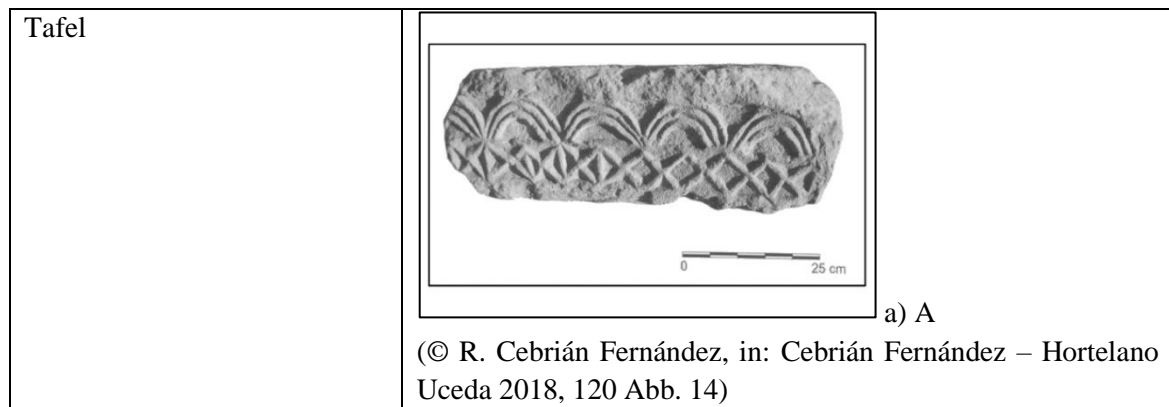 Tafel
0
25 cm
a) A
(© R. Cebrián Fernández, in: Cebrián Fernández – Hortelano
Uceda 2018, 120 Abb. 14)